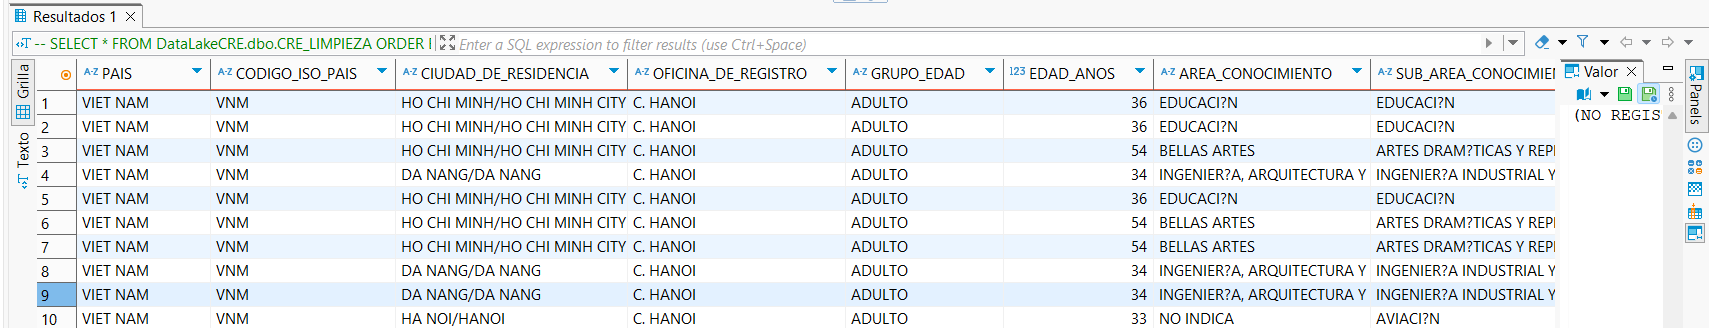 Resultados 1
-- SELECT * FROM DataLakeCRE.dbo.CRE_LIMPIEZA ORDER Enter a SQL expression to filter results (use Ctrl+Space)
Grilla
Texto
A-Z PAIS A-Z CODIGO_ISO_PAIS A-Z CIUDAD_DE_RESIDENCIA A-Z OFICINA_DE_REGISTRO A-Z GRUPO_EDAD 123 EDAD_ANOS A-Z AREA_CONOCIMIENTO A-Z SUB_AREA_CONOCIMIE
1 VIET NAM VNM HO CHI MINH/HO CHI MINH CITY C. HANOI ADULTO 36 EDUCACI?N EDUCACI?N
2 VIET NAM VNM HO CHI MINH/HO CHI MINH CITY C. HANOI ADULTO 36 EDUCACI?N EDUCACI?N
3 VIET NAM VNM HO CHI MINH/HO CHI MINH CITY C. HANOI ADULTO 54 BELLAS ARTES ARTES DRAM?TICAS Y REP
4 VIET NAM VNM DA NANG/DA NANG C. HANOI ADULTO 34 INGENIER?A, ARQUITECTURA Y INGENIER?A INDUSTRIAL Y
5 VIET NAM VNM HO CHI MINH/HO CHI MINH CITY C. HANOI ADULTO 36 EDUCACI?N EDUCACI?N
6 VIET NAM VNM HO CHI MINH/HO CHI MINH CITY C. HANOI ADULTO 54 BELLAS ARTES ARTES DRAM?TICAS Y REP
7 VIET NAM VNM HO CHI MINH/HO CHI MINH CITY C. HANOI ADULTO 54 BELLAS ARTES ARTES DRAM?TICAS Y REP
8 VIET NAM VNM DA NANG/DA NANG C. HANOI ADULTO 34 INGENIER?A, ARQUITECTURA Y INGENIER?A INDUSTRIAL Y
9 VIET NAM VNM DA NANG/DA NANG C. HANOI ADULTO 34 INGENIER?A, ARQUITECTURA Y INGENIER?A INDUSTRIAL Y
10 VIET NAM VNM HA NOI/HANOI C. HANOI ADULTO 33 NO INDICA AVIACI?N
Valor
(NO REGIS
Panels